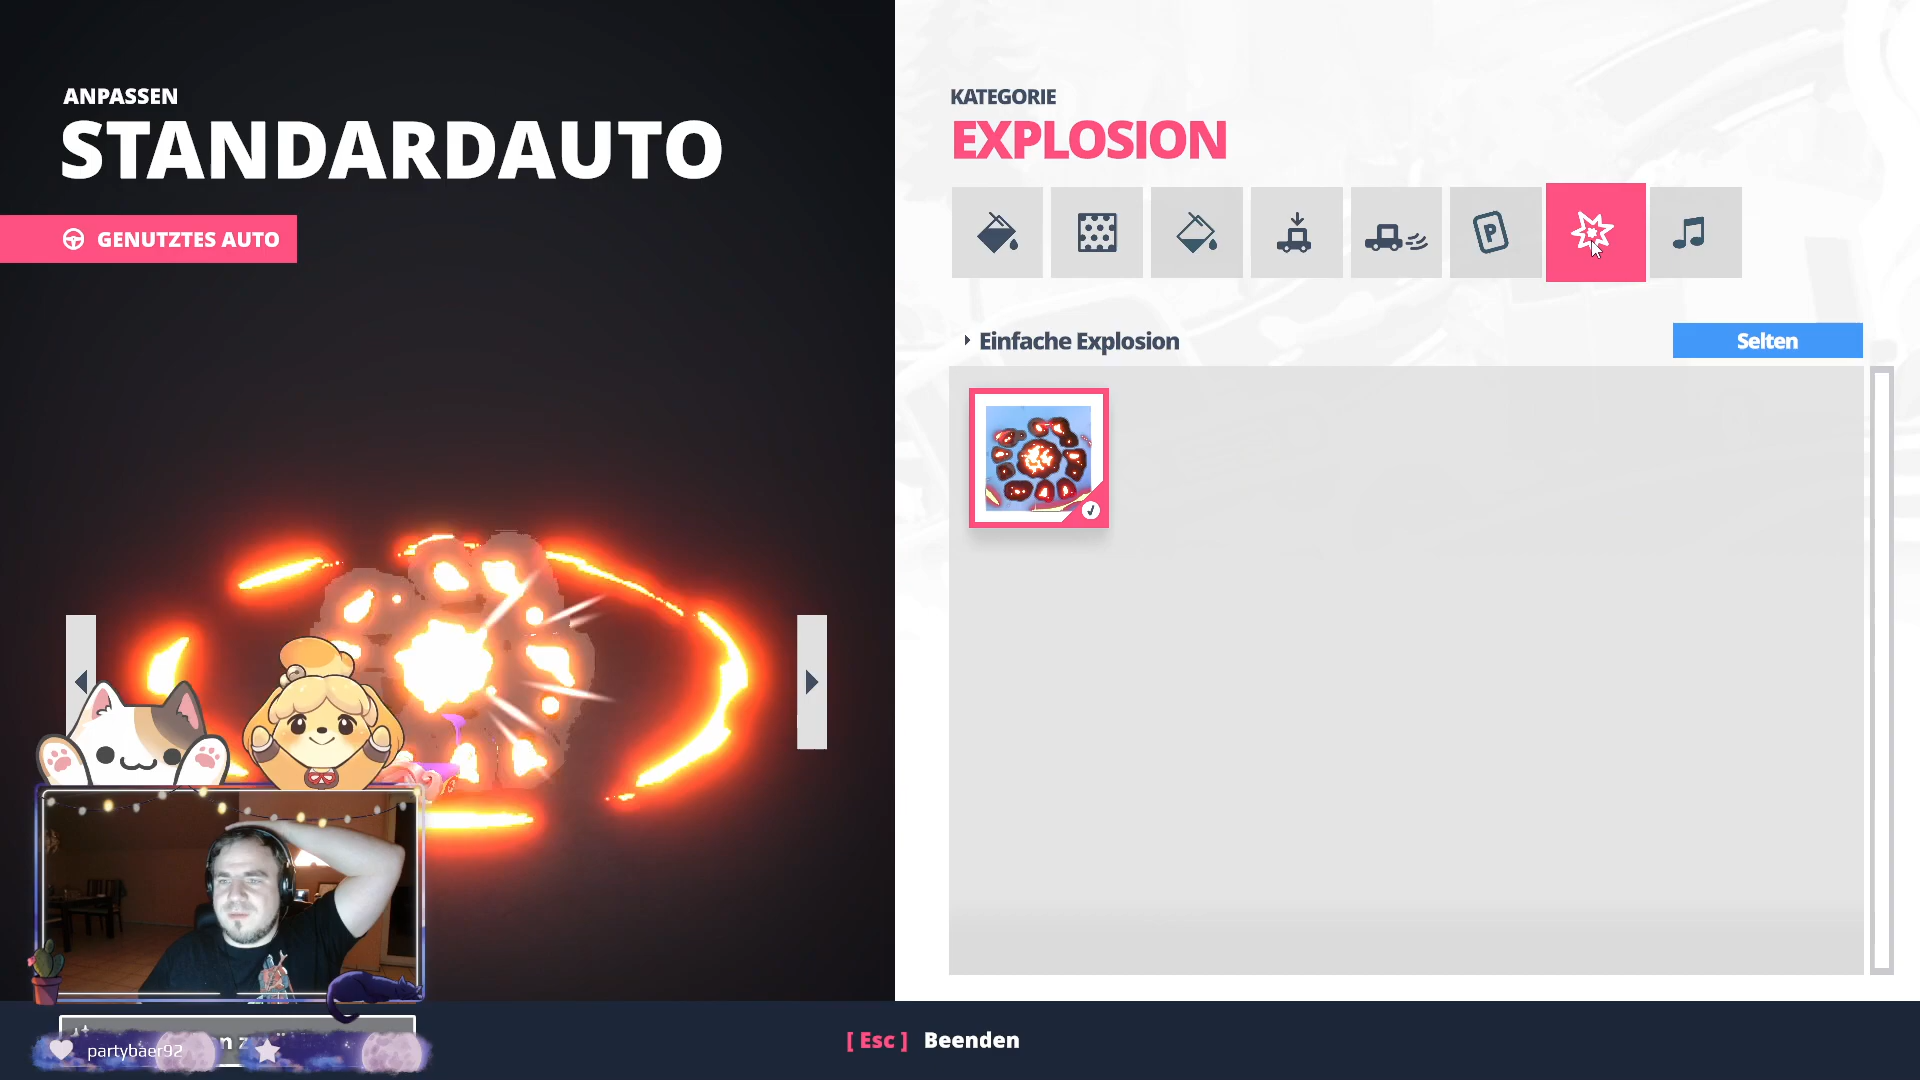 ANPASSEN
STANDARDAUTO
GENUTZTES AUTO
KATEGORIE
EXPLOSION
P
Einfache Explosion
Selten
[ Esc ] Beenden
partybaer92